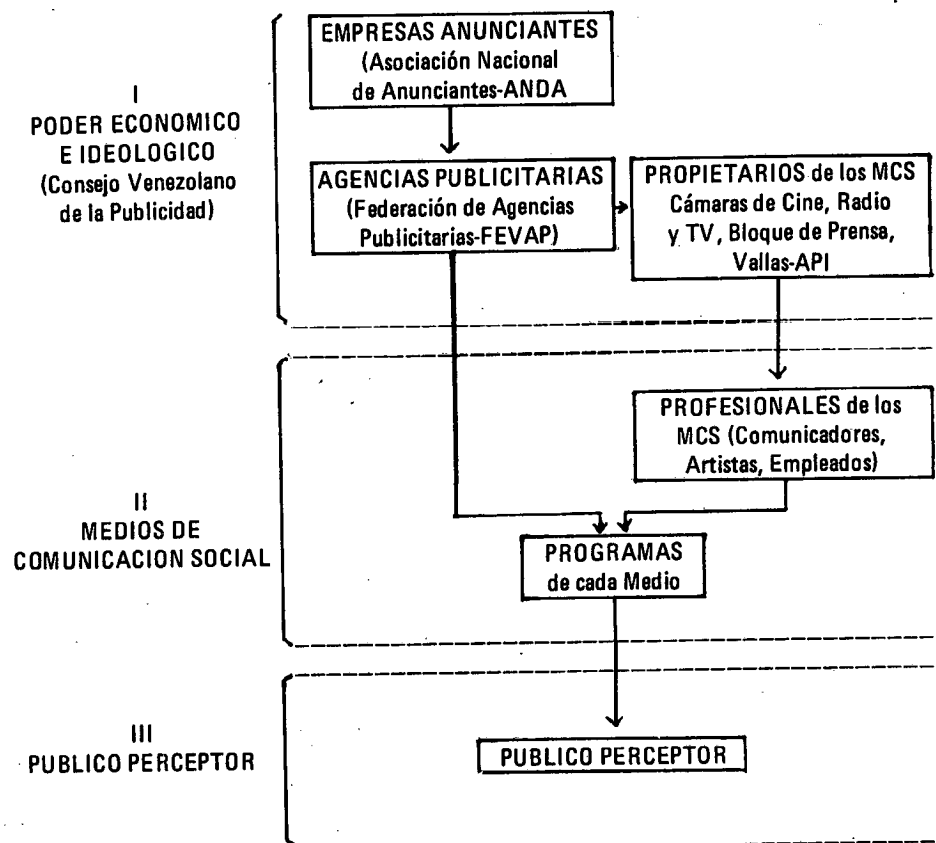 EMPRESAS ANUNCIANTES
(Asociación Nacional
de Anunciantes-ANDA
I
PODER ECONOMICO
E IDEOLOGICO
(Consejo Venezolano
de la Publicidad)
AGENCIAS PUBLICITARIAS
(Federación de Agencias
Publicitarias-FEVAP)
PROPIETARIOS de los MCS
Cámaras de Cine, Radio
y TV, Bloque de Prensa,
Vallas-API
PROFESIONALES de los
MCS (Comunicadores,
Artistas, Empleados)
II
MEDIOS DE
COMUNICACION SOCIAL
PROGRAMAS
de cada Medio
III
PUBLICO PERCEPTOR
PUBLICO PERCEPTOR